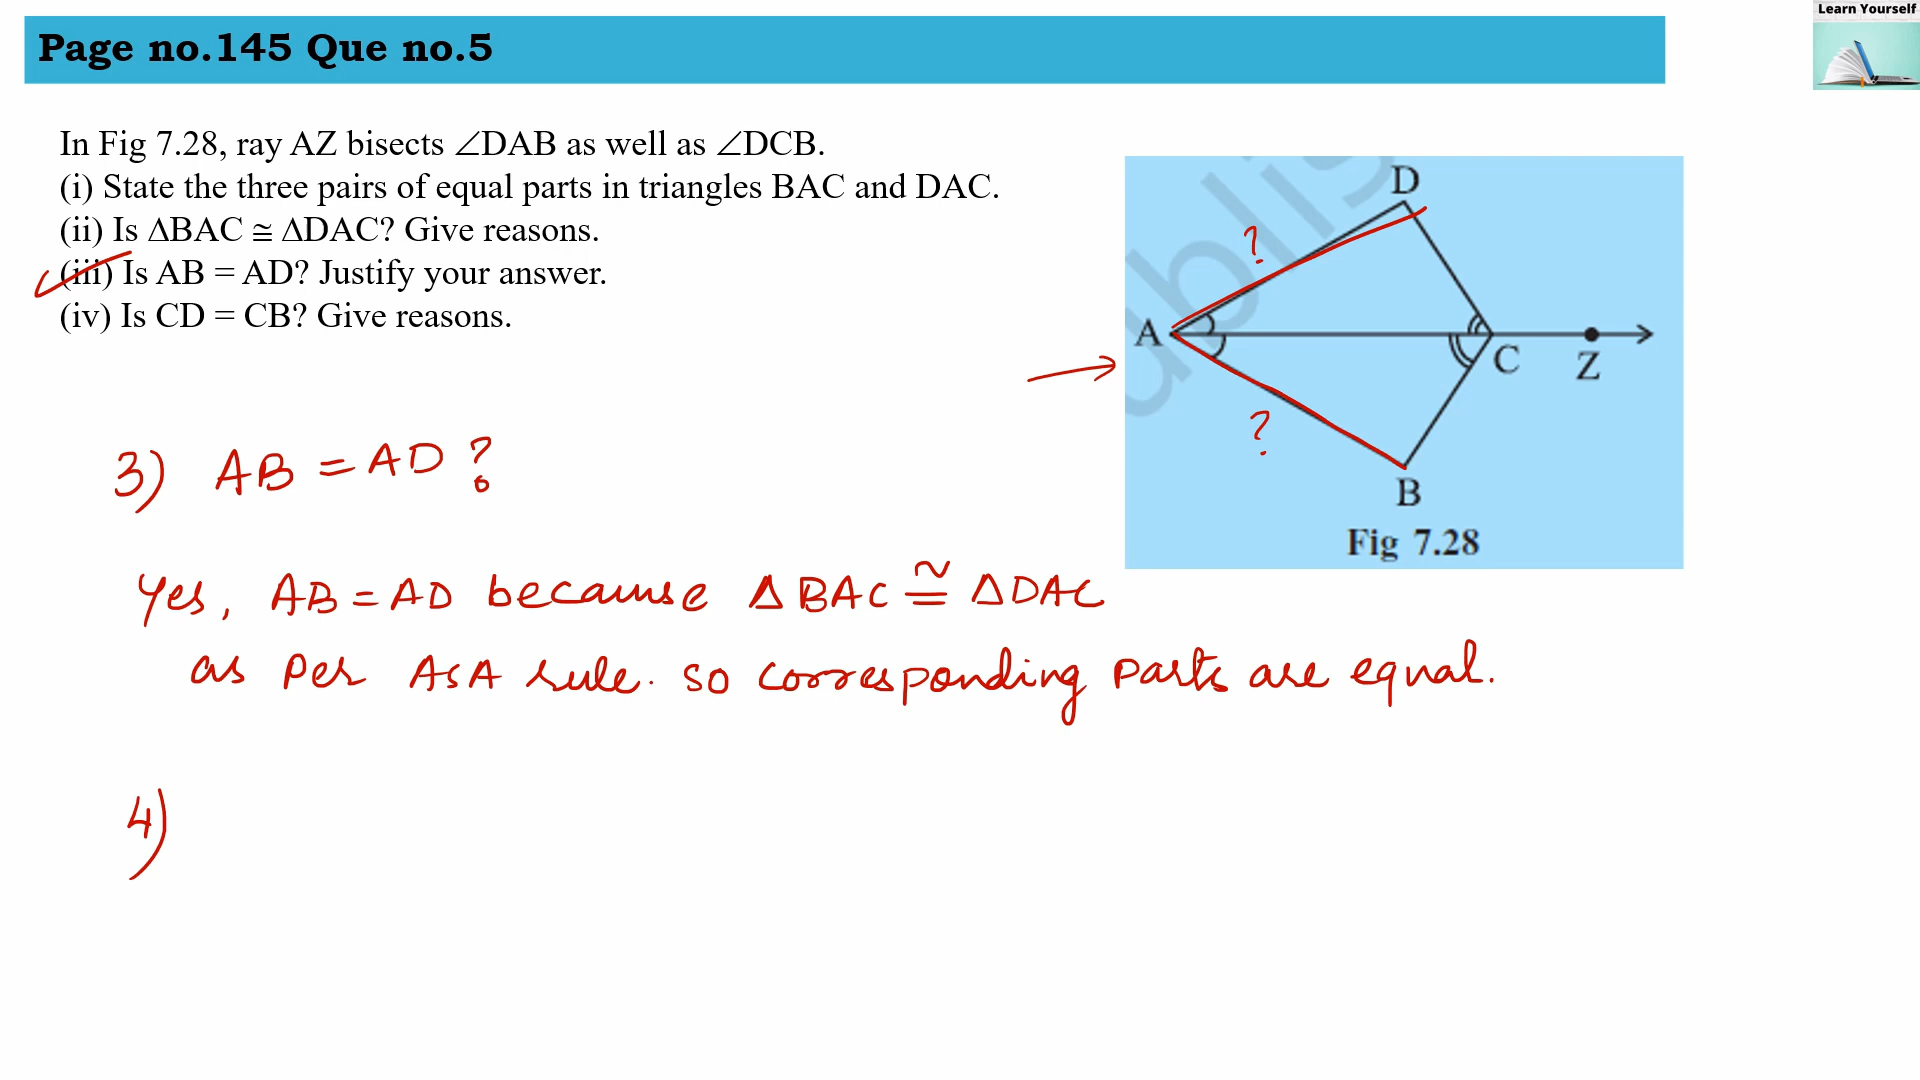 Page no.145 Que no.5
Learn Yourself
In Fig 7.28, ray AZ bisects ∠DAB as well as ∠DCB.
(i) State the three pairs of equal parts in triangles BAC and DAC.
(ii) Is ΔBAC ≅ ΔDAC? Give reasons.
(iii) Is AB = AD? Justify your answer.
(iv) Is CD = CB? Give reasons.
D
?
A
C
Z
?
B
Fig 7.28
3) AB = AD ?
Yes, AB = AD because Δ BAC ≅ Δ DAC
as per ASA rule. so corresponding parts are equal.
4)